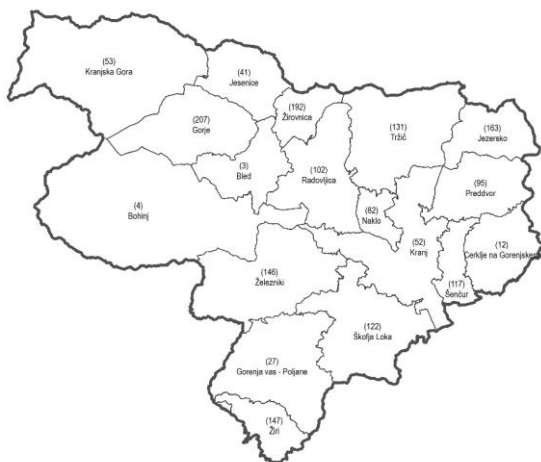 (53)
Kranjska Gora
(41)
Jesenice
(192)
Žirovnica
(207)
Gorje
(131)
Tržič
(163)
Jezersko
(3)
Bled
(102)
Radovljica
(95)
Preddvor
(4)
Bohinj
(82)
Naklo
(52)
Kranj
(12)
Cerklje na Gorenjskem
(146)
Železniki
(117)
Šenčur
(122)
Škofja Loka
(27)
Gorenja vas - Poljane
(147)
Žiri